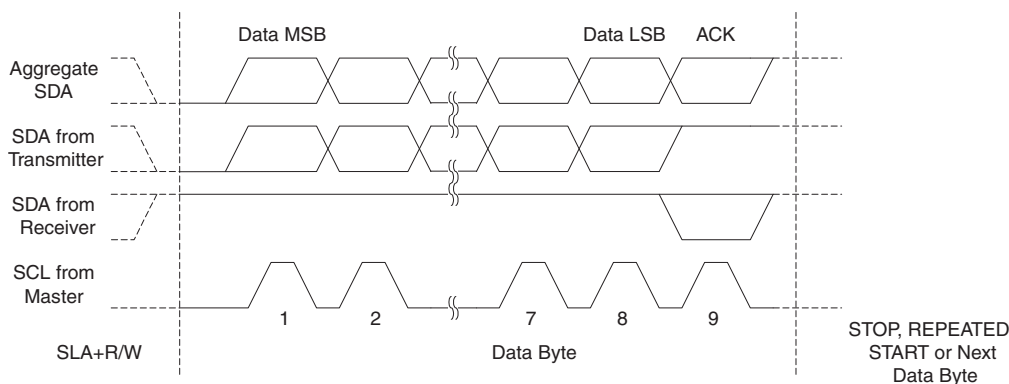 Data MSB
Data LSB
ACK
Aggregate
SDA
SDA from
Transmitter
SDA from
Receiver
SCL from
Master
1
2
7
8
9
SLA+R/W
Data Byte
STOP, REPEATED
START or Next
Data Byte